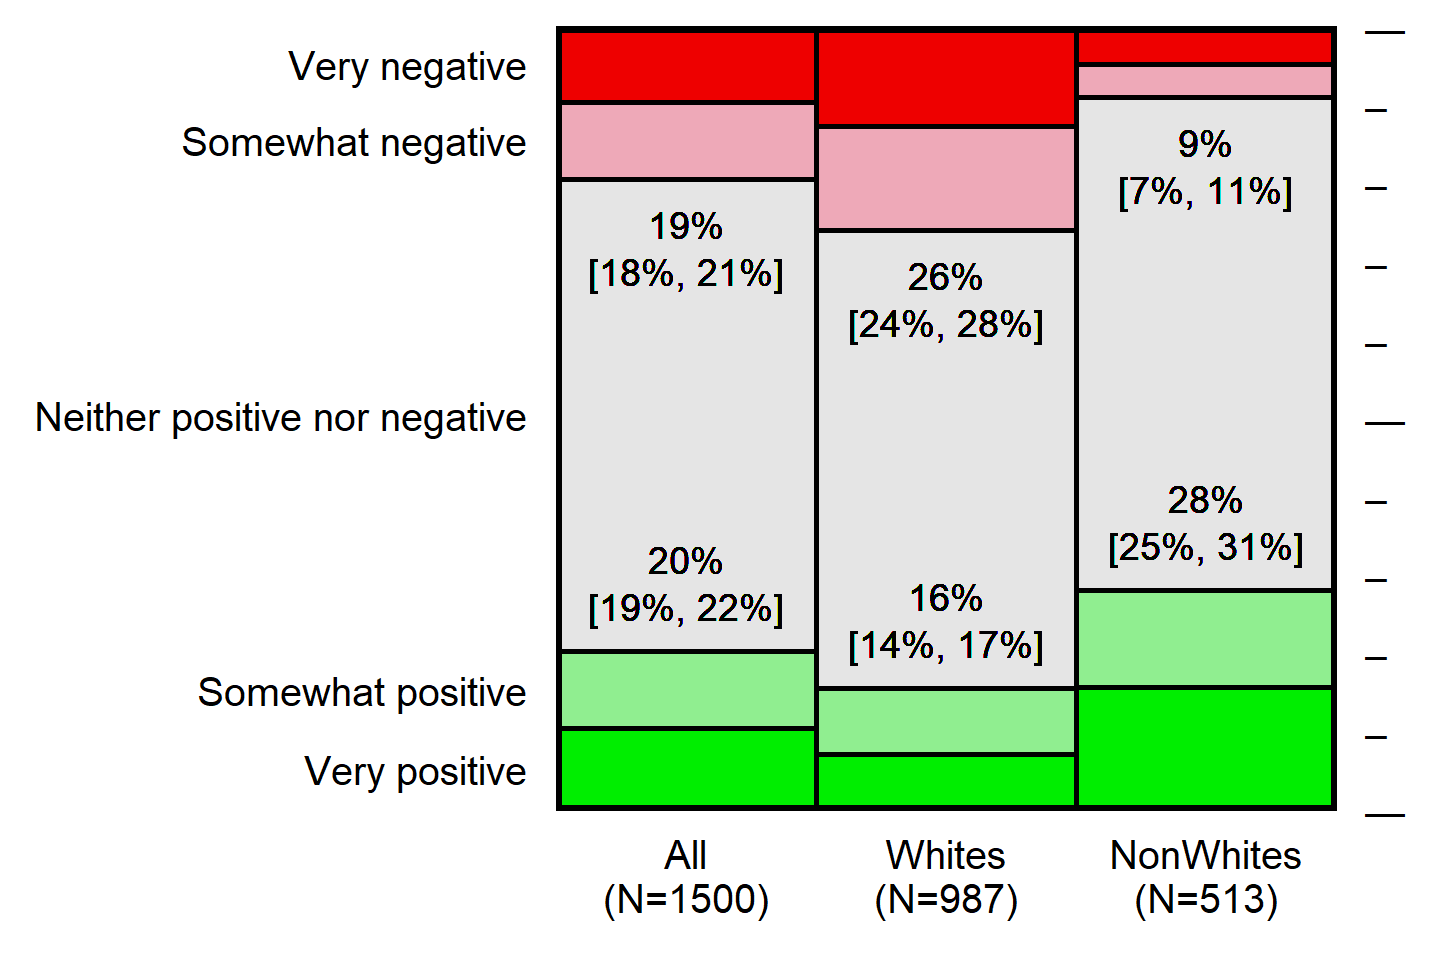 Very negative
Somewhat negative
Neither positive nor negative
Somewhat positive
Very positive
19%
[18%, 21%]
20%
[19%, 22%]
26%
[24%, 28%]
16%
[14%, 17%]
9%
[7%, 11%]
28%
[25%, 31%]
All
(N=1500)
Whites
(N=987)
NonWhites
(N=513)